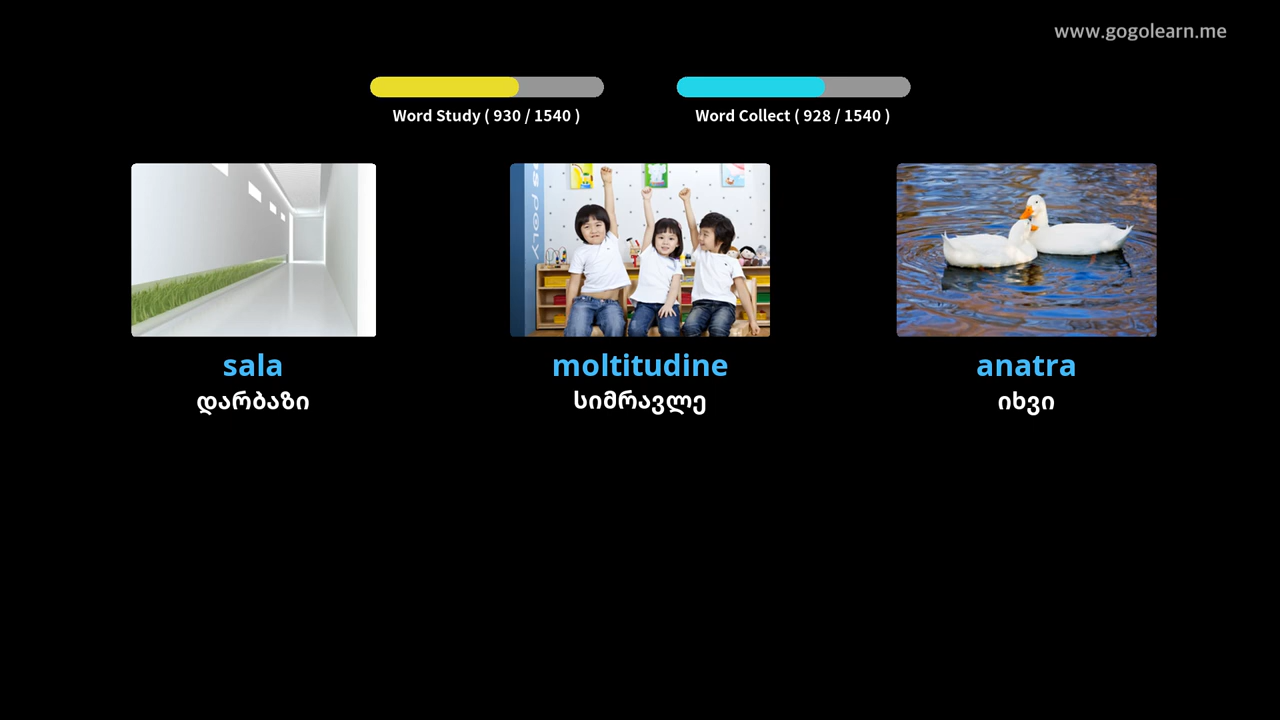 www.gogolearn.me
Word Study ( 930 / 1540 )
Word Collect ( 928 / 1540 )
sala
moltitudine
anatra
დარბაზი
სიმრავლე
იხვი